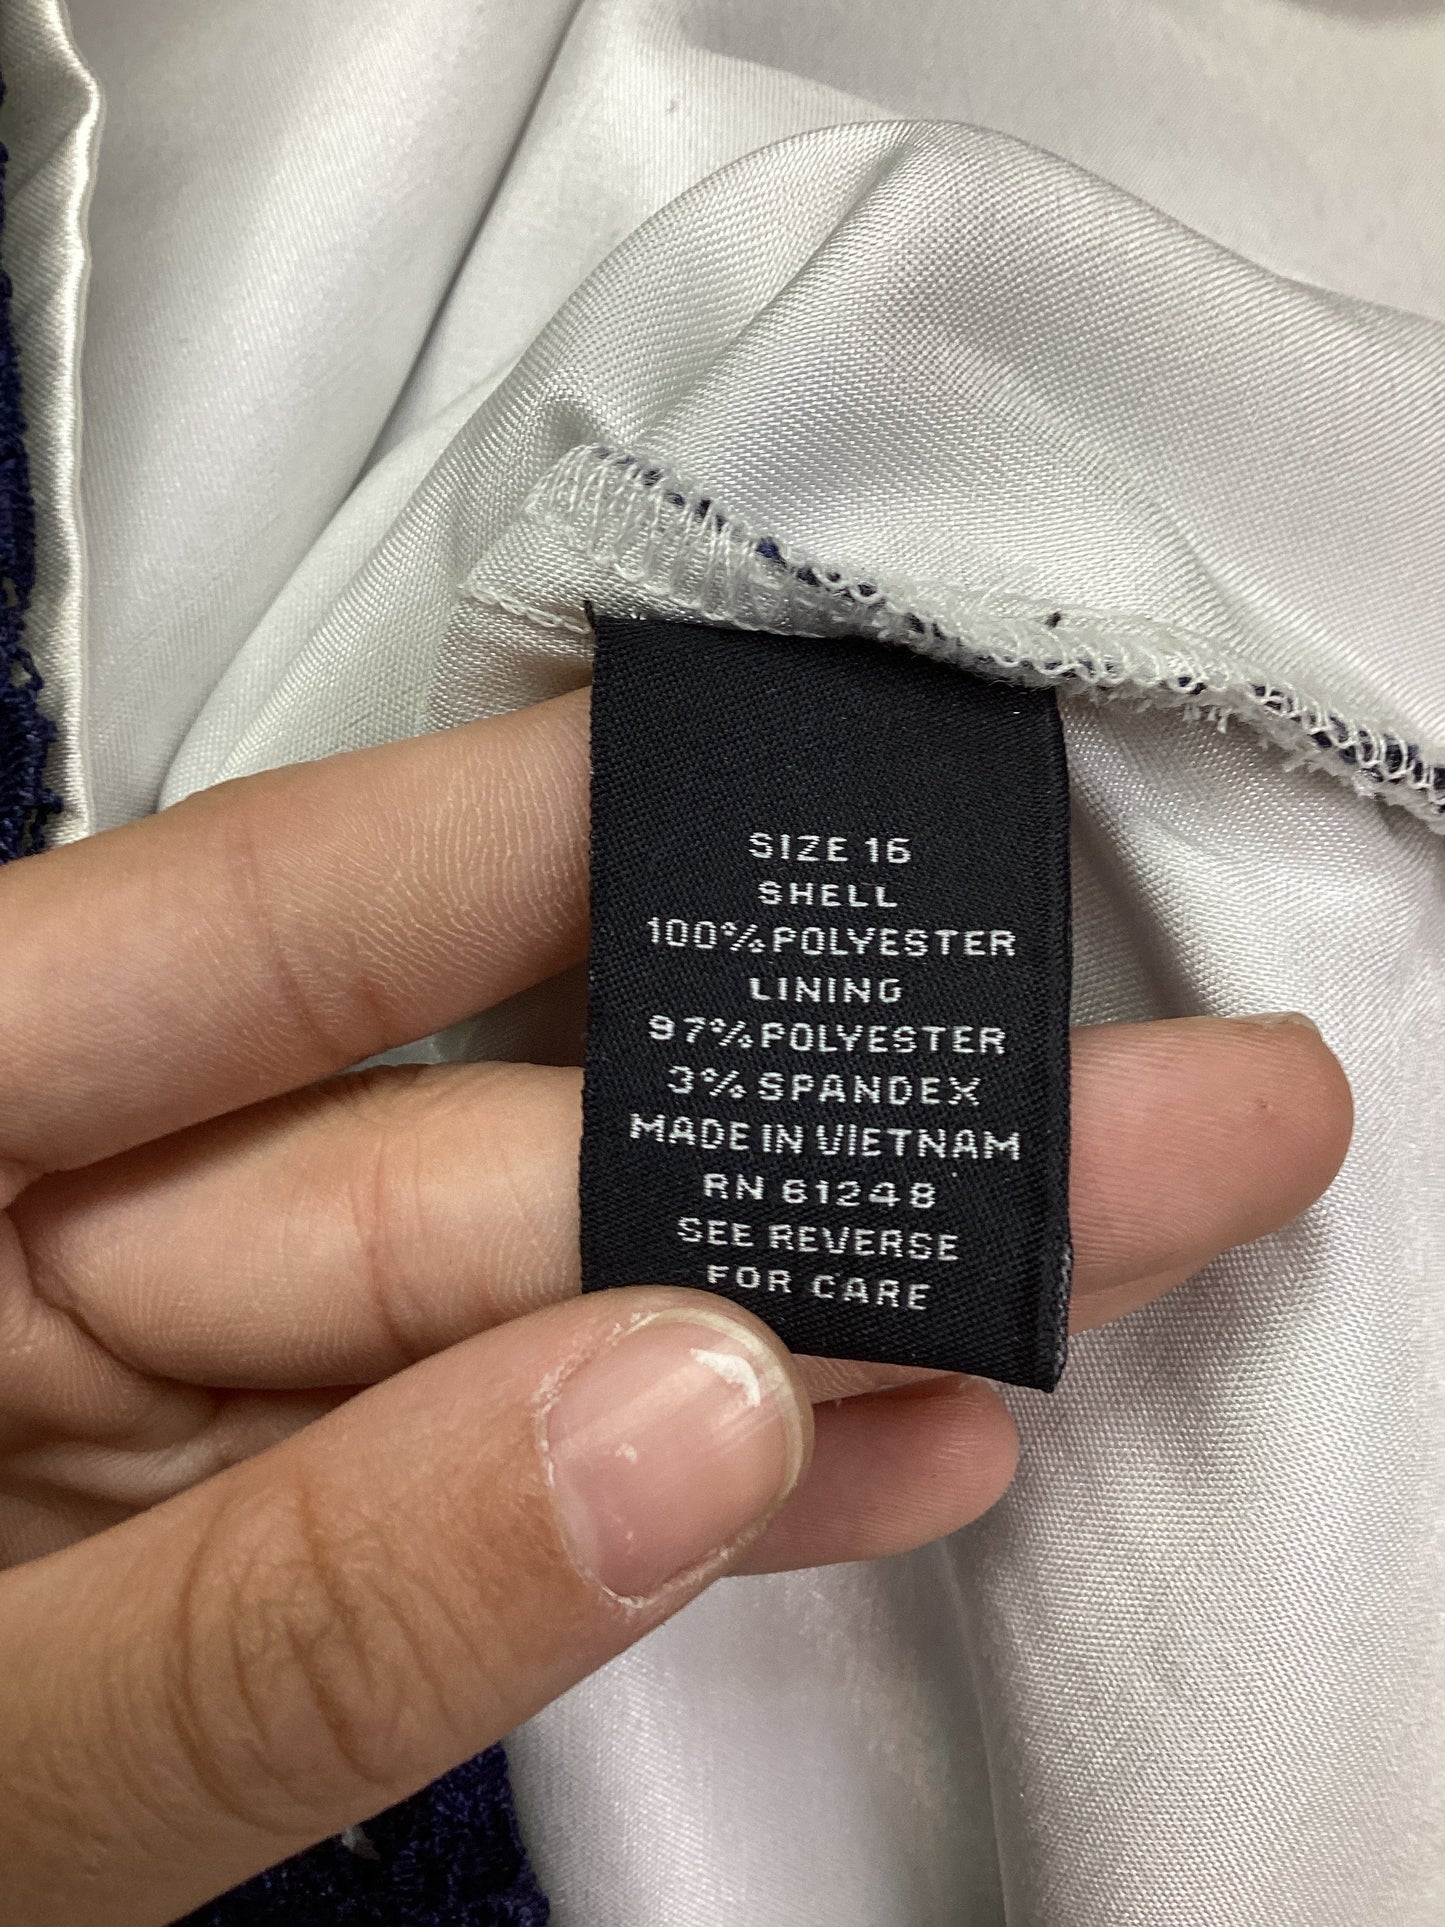 SIZE 16
SHELL
100% POLYESTER
LINING
97% POLYESTER
3% SPANDEX
MADE IN VIETNAM
RN 61248
SEE REVERSE
FOR CARE